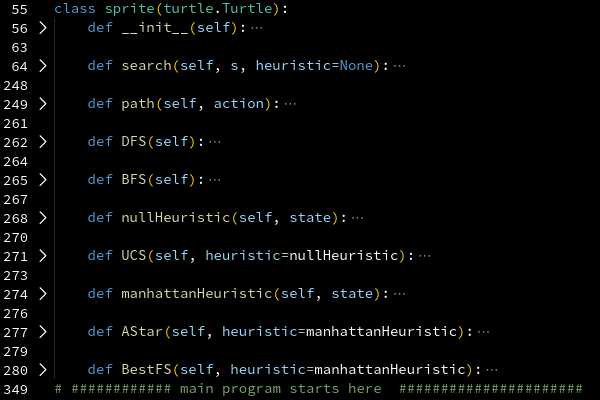 55 class sprite(turtle.Turtle):
56 > def __init__(self):···
63
64 > def search(self, s, heuristic=None):···
248
249 > def path(self, action):···
261
262 > def DFS(self):···
264
265 > def BFS(self):···
267
268 > def nullHeuristic(self, state):···
270
271 > def UCS(self, heuristic=nullHeuristic):···
273
274 > def manhattanHeuristic(self, state):···
276
277 > def AStar(self, heuristic=manhattanHeuristic):···
279
280 > def BestFS(self, heuristic=manhattanHeuristic):···
349 # ############ main program starts here ######################